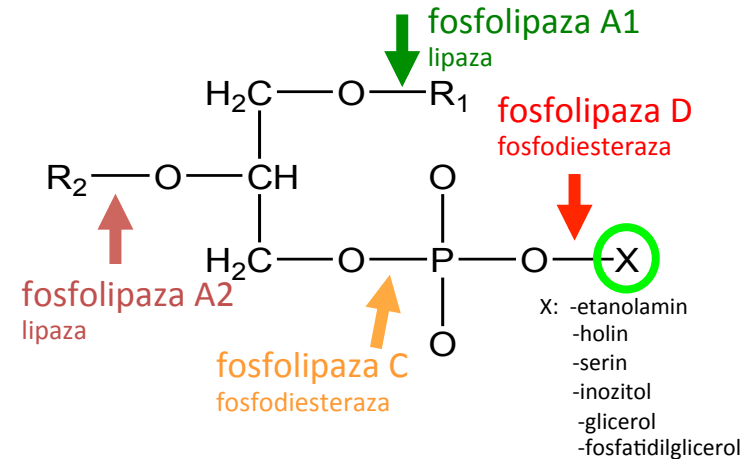 fosfolipaza A1
lipaza
H₂C O R₁
fosfolipaza D
fosfodiesteraza
R₂ O CH O
H₂C O P O X
fosfolipaza A2
lipaza
X: -etanolamin
-holin
O
fosfolipaza C
fosfodiesteraza
-serin
-inozitol
-glicerol
-fosfatidilglicerol